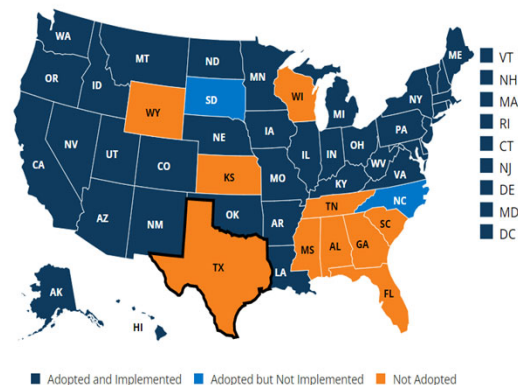 WA
MT
ND
MN
ME
VT
OR
ID
SD
WI
NH
WY
MI
NY
MA
RI
NE
IA
PA
CT
NV
IL
IN
OH
NJ
UT
CO
WV
CA
KS
MO
KY
VA
DE
MD
TN
NC
DC
AZ
NM
OK
AR
SC
MS
AL
GA
TX
LA
AK
FL
HI
Adopted and Implemented
Adopted but Not Implemented
Not Adopted